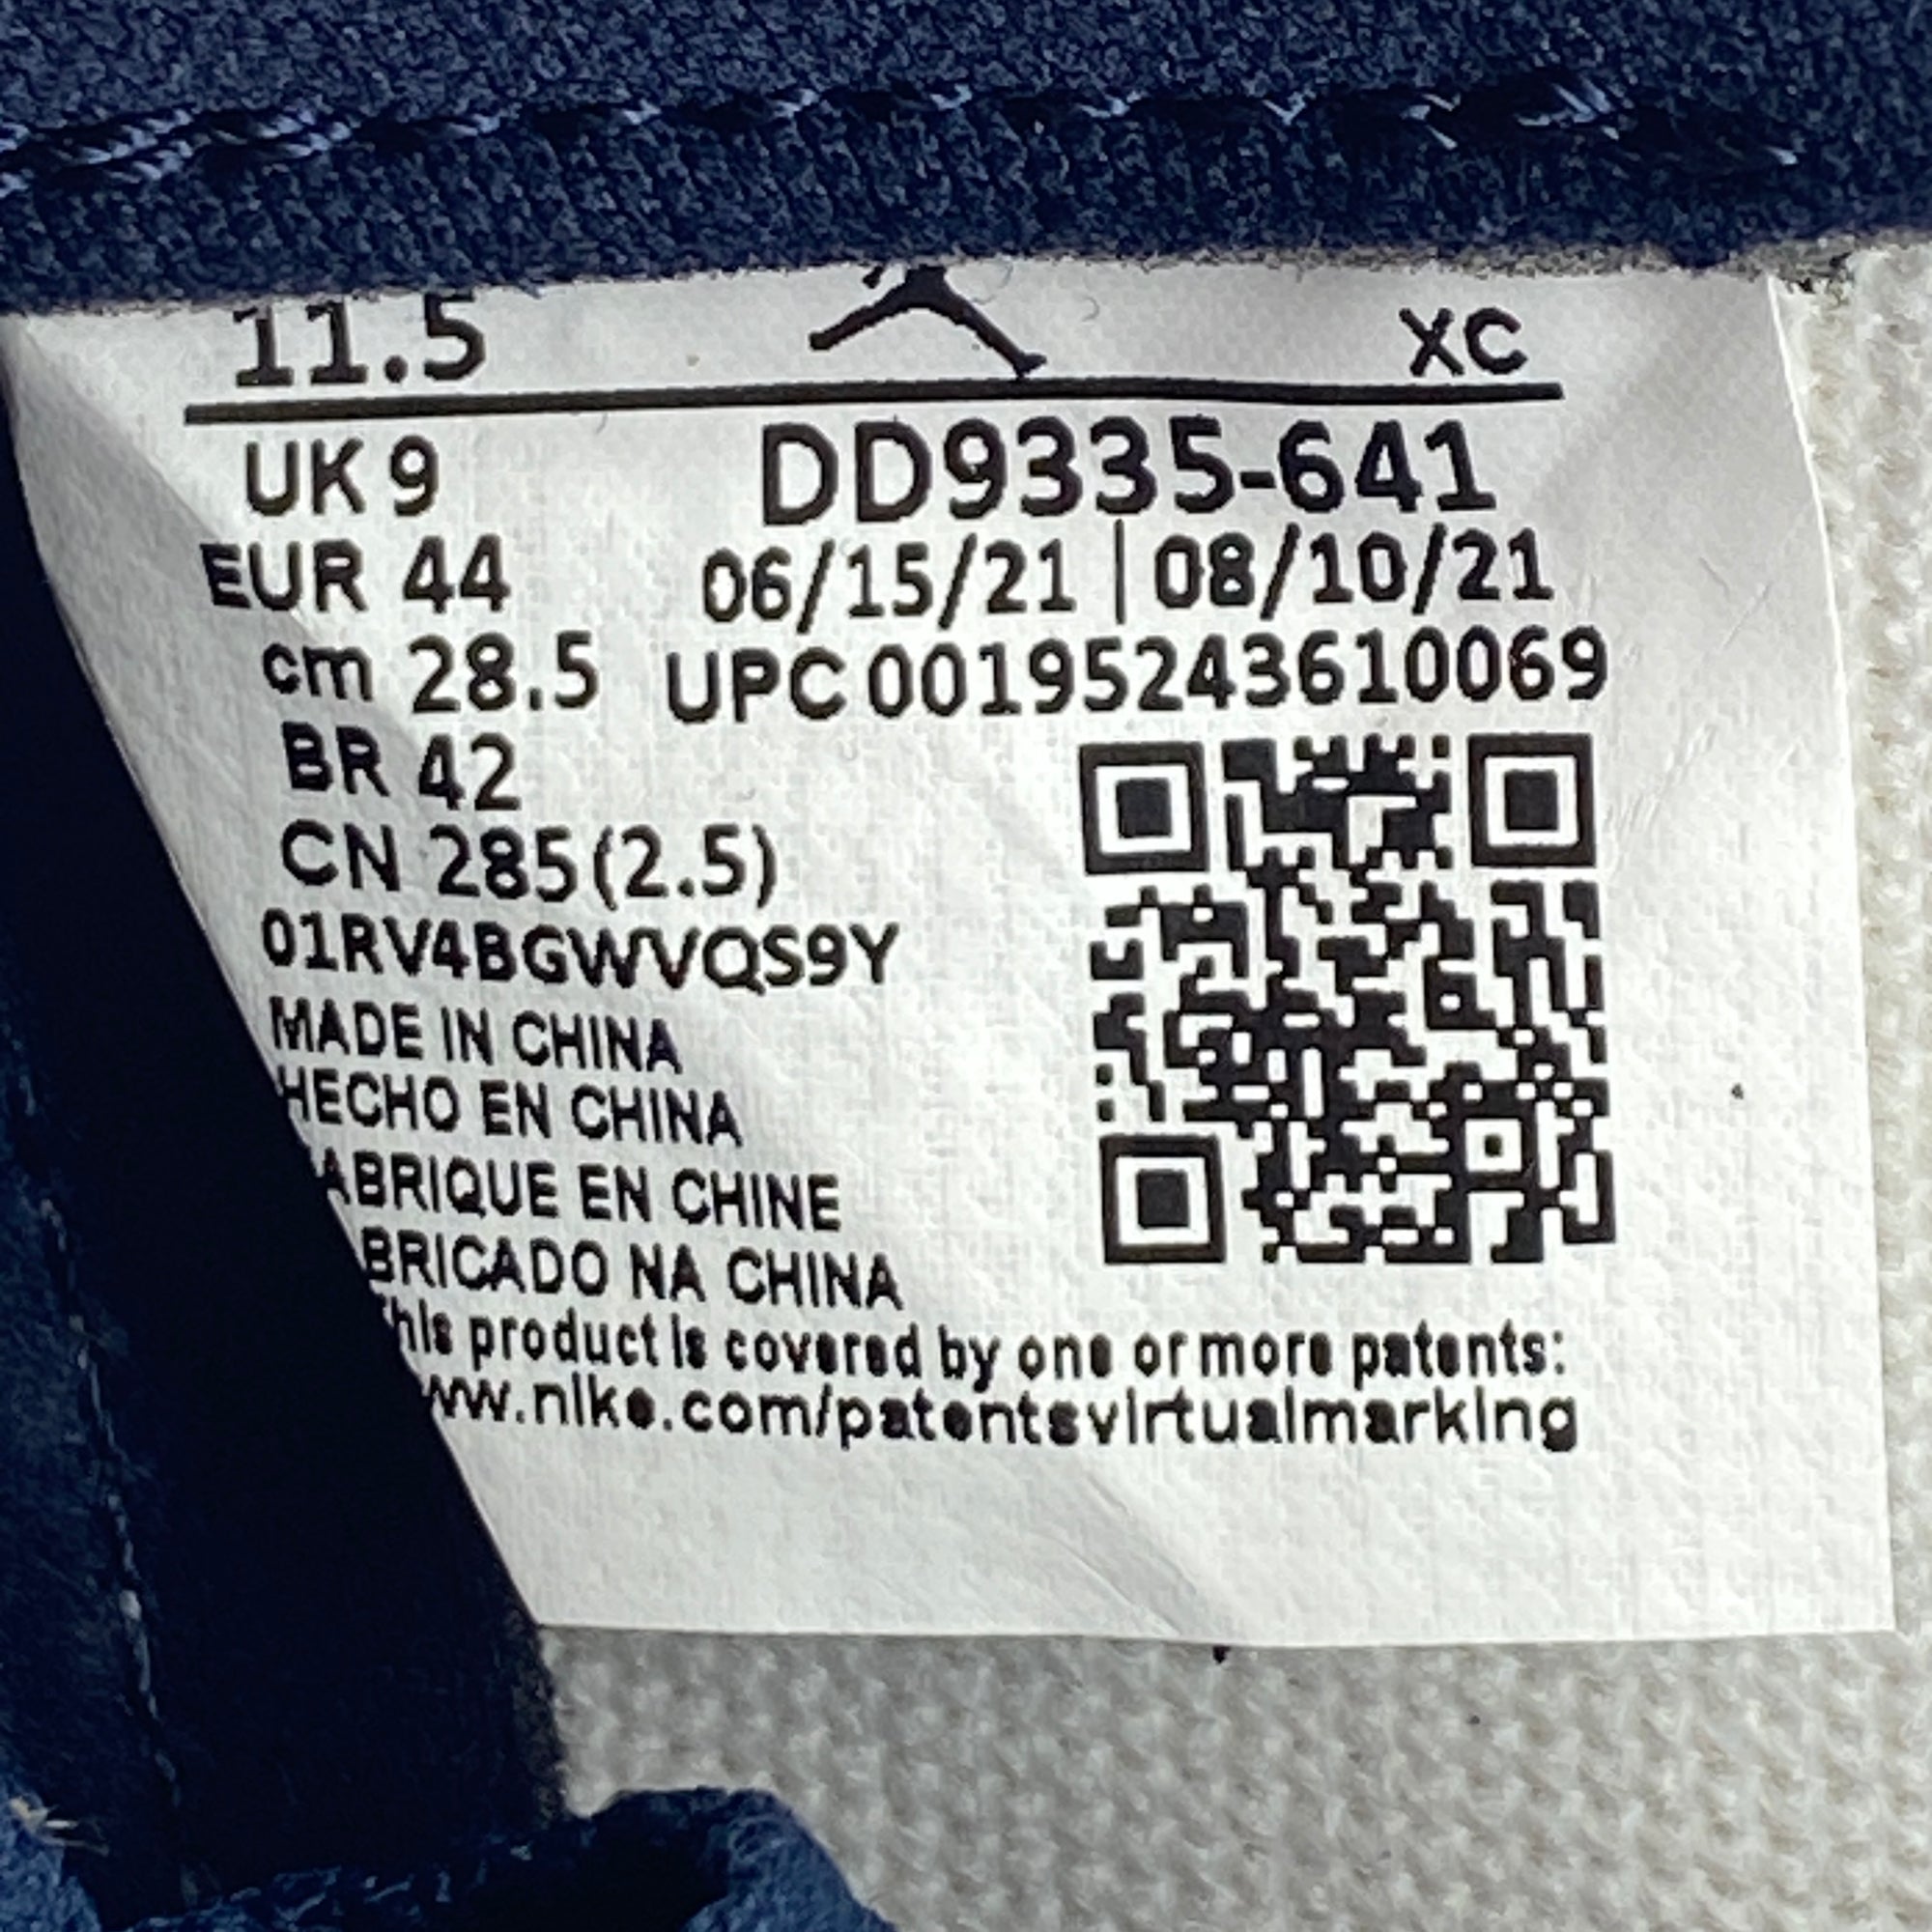 11.5 XC
UK 9 DD9335-641
EUR 44 06/15/21 | 08/10/21
cm 28.5 UPC 00195243610069
BR 42
CN 285(2.5)
01RV4BGWVQS9Y
MADE IN CHINA
HECHO EN CHINA
ABRIQUE EN CHINE
BRICADO NA CHINA
his product is covered by one or more patents:
ww.nike.com/patentsvirtualmarking